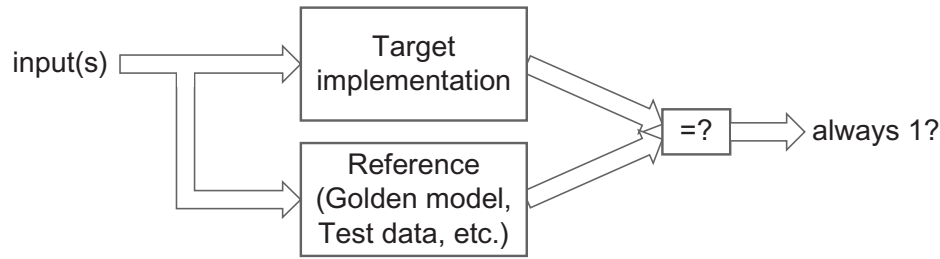 input(s)
Target
implementation
Reference
(Golden model,
Test data, etc.)
=?
always 1?